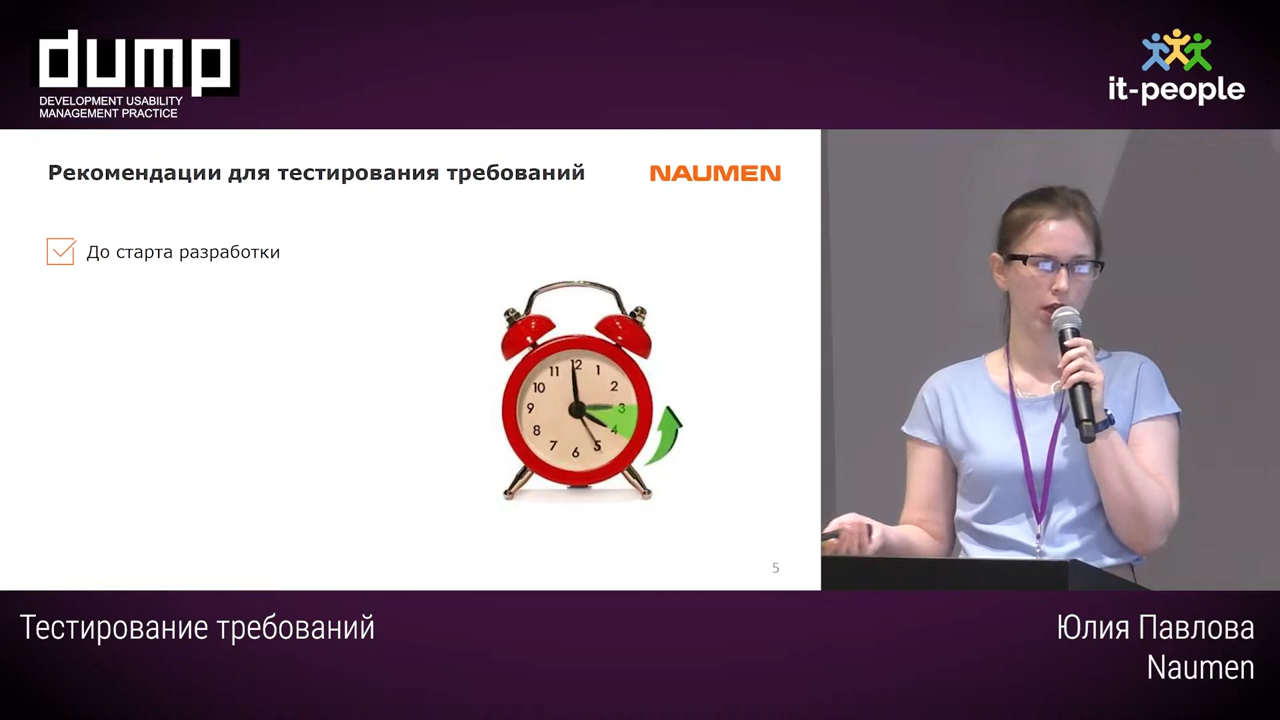 dump
DEVELOPMENT USABILITY
MANAGEMENT PRACTICE
it-people
Рекомендации для тестирования требований
NAUMEN
До старта разработки
12
1
2
3
4
5
6
7
8
9
10
11
5
Тестирование требований
Юлия Павлова
Naumen